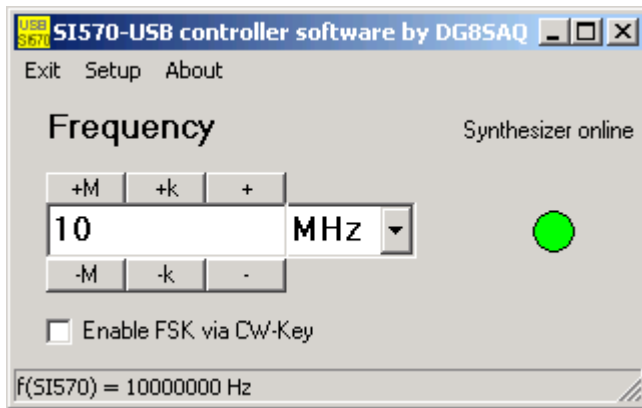 USB SI570 SI570-USB controller software by DG8SAQ
Exit Setup About
Frequency Synthesizer online
+M +k +
10 MHz
-M -k -
Enable FSK via CW-Key
f(SI570) = 10000000 Hz